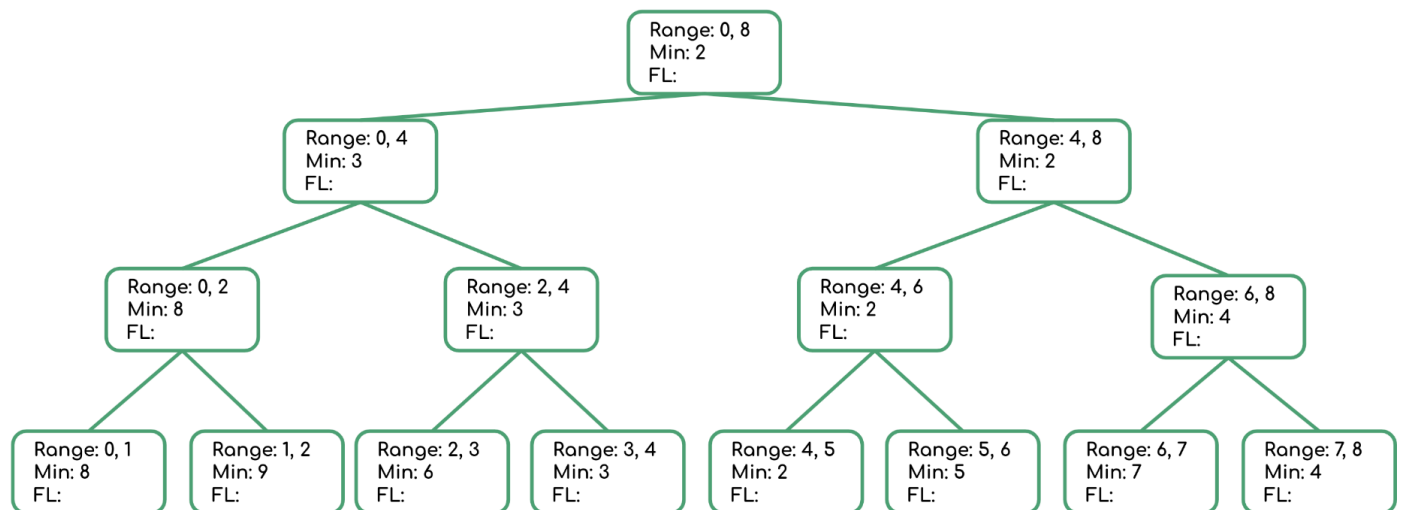 Range: 0, 8
Min: 2
FL:
Range: 0, 4
Min: 3
FL:
Range: 4, 8
Min: 2
FL:
Range: 0, 2
Min: 8
FL:
Range: 2, 4
Min: 3
FL:
Range: 4, 6
Min: 2
FL:
Range: 6, 8
Min: 4
FL:
Range: 0, 1
Min: 8
FL:
Range: 1, 2
Min: 9
FL:
Range: 2, 3
Min: 6
FL:
Range: 3, 4
Min: 3
FL:
Range: 4, 5
Min: 2
FL:
Range: 5, 6
Min: 5
FL:
Range: 6, 7
Min: 7
FL:
Range: 7, 8
Min: 4
FL: